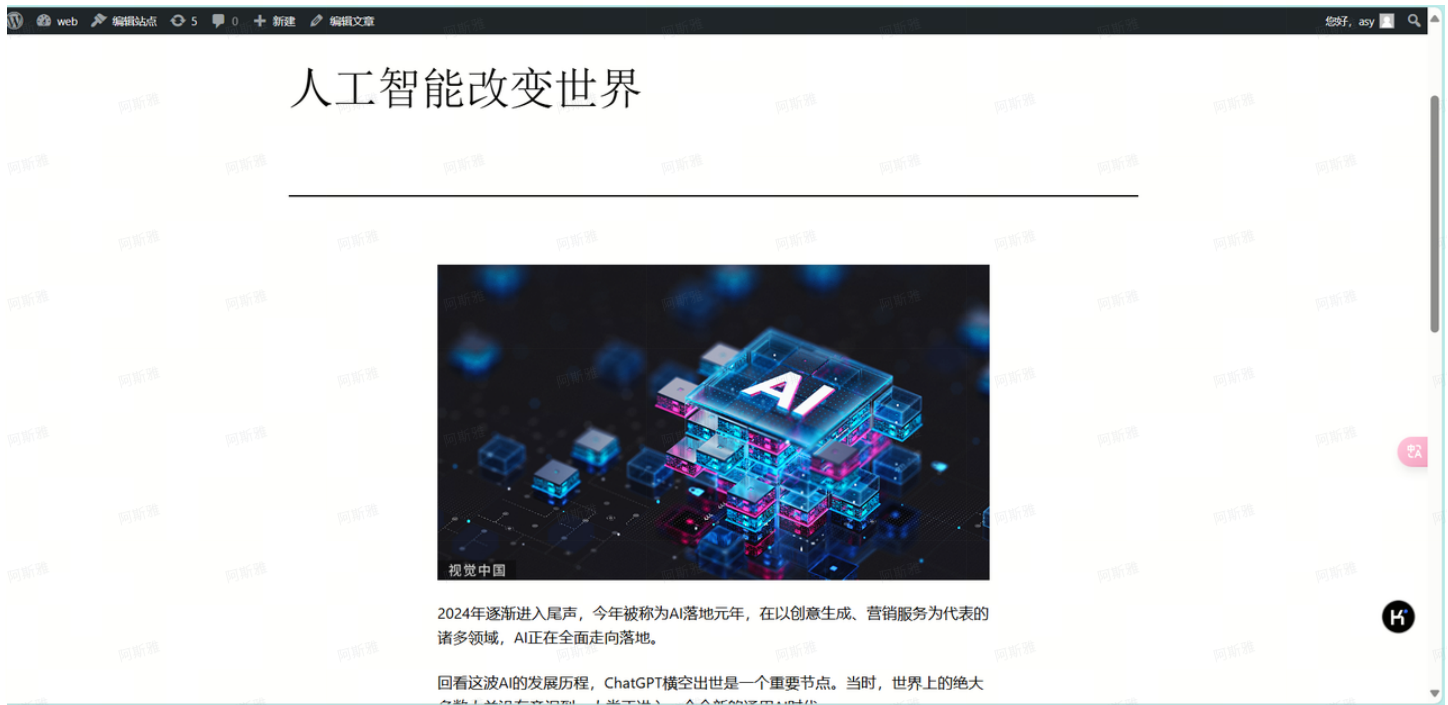 web 编辑站点 5 0 新建 编辑文章 您好，asy
人工智能改变世界
AI
视觉中国
2024年逐渐进入尾声，今年被称为AI落地元年，在以创意生成、营销服务为代表的
诸多领域，AI正在全面走向落地。
回看这波AI的发展历程，ChatGPT横空出世是一个重要节点。当时，世界上的绝大
阿斯雅